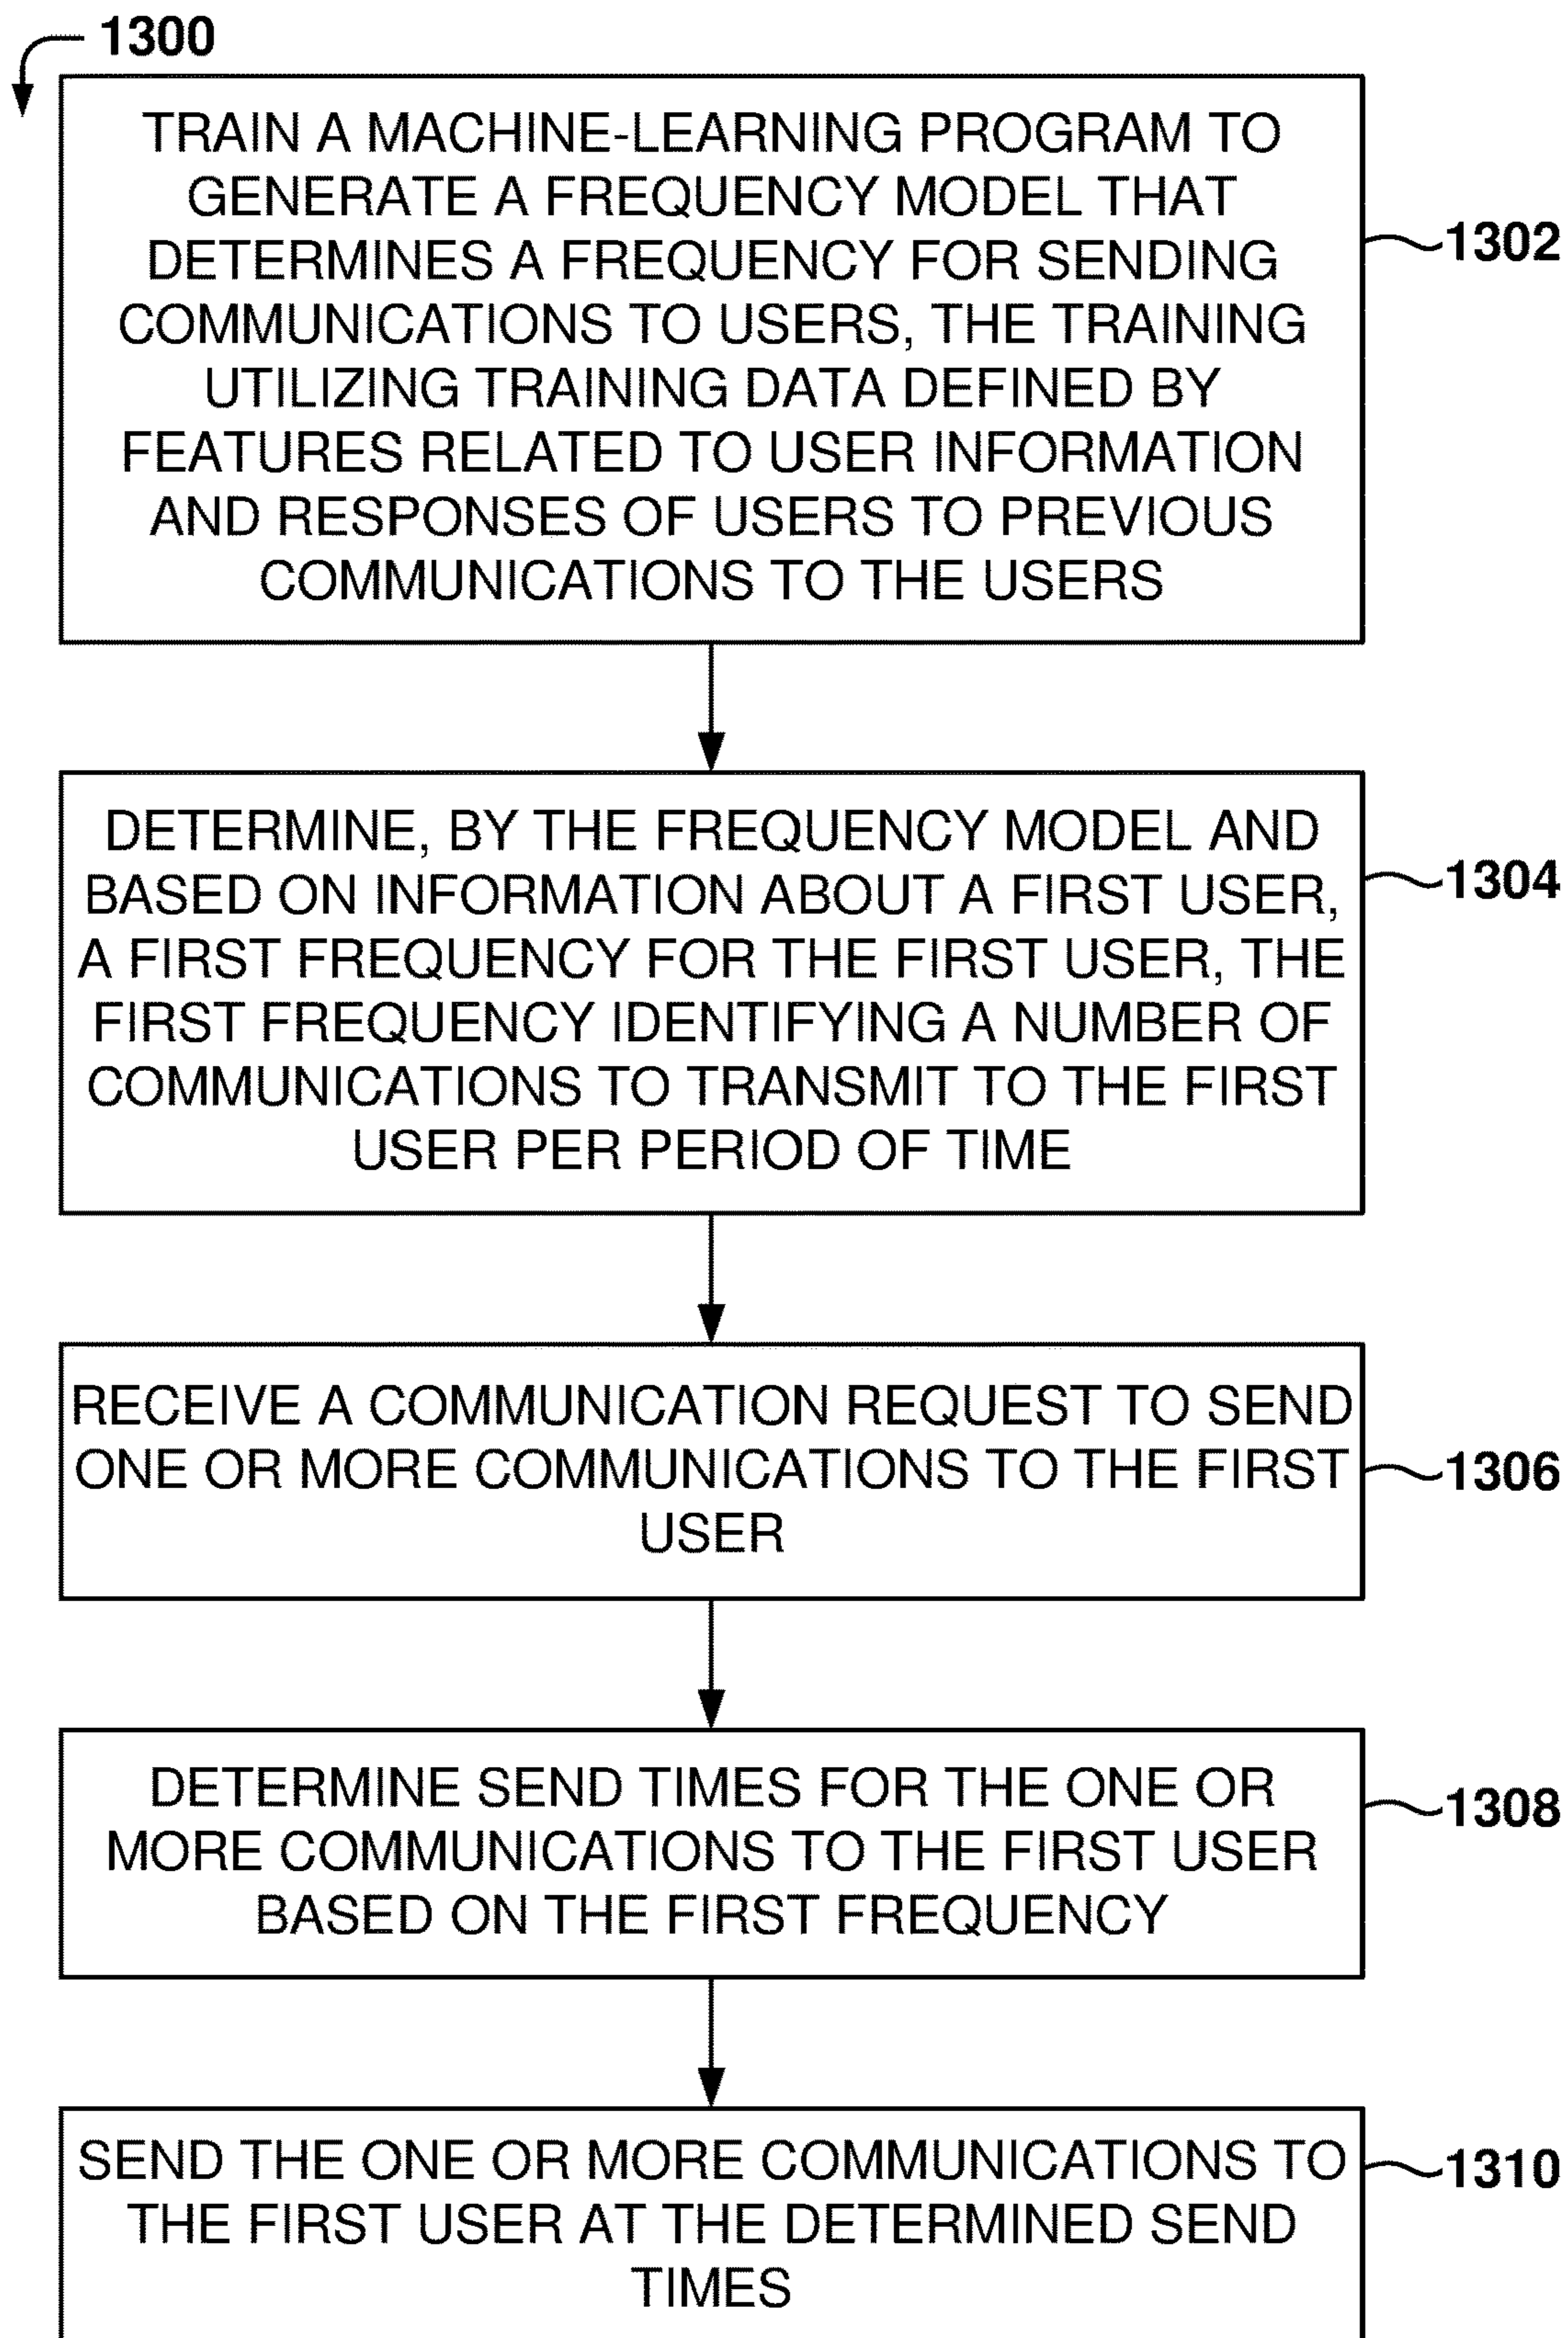 1300
TRAIN A MACHINE-LEARNING PROGRAM TO
GENERATE A FREQUENCY MODEL THAT
DETERMINES A FREQUENCY FOR SENDING
COMMUNICATIONS TO USERS, THE TRAINING
UTILIZING TRAINING DATA DEFINED BY
FEATURES RELATED TO USER INFORMATION
AND RESPONSES OF USERS TO PREVIOUS
COMMUNICATIONS TO THE USERS
1302
DETERMINE, BY THE FREQUENCY MODEL AND
BASED ON INFORMATION ABOUT A FIRST USER,
A FIRST FREQUENCY FOR THE FIRST USER, THE
FIRST FREQUENCY IDENTIFYING A NUMBER OF
COMMUNICATIONS TO TRANSMIT TO THE FIRST
USER PER PERIOD OF TIME
1304
RECEIVE A COMMUNICATION REQUEST TO SEND
ONE OR MORE COMMUNICATIONS TO THE FIRST
USER
1306
DETERMINE SEND TIMES FOR THE ONE OR
MORE COMMUNICATIONS TO THE FIRST USER
BASED ON THE FIRST FREQUENCY
1308
SEND THE ONE OR MORE COMMUNICATIONS TO
THE FIRST USER AT THE DETERMINED SEND
TIMES
1310